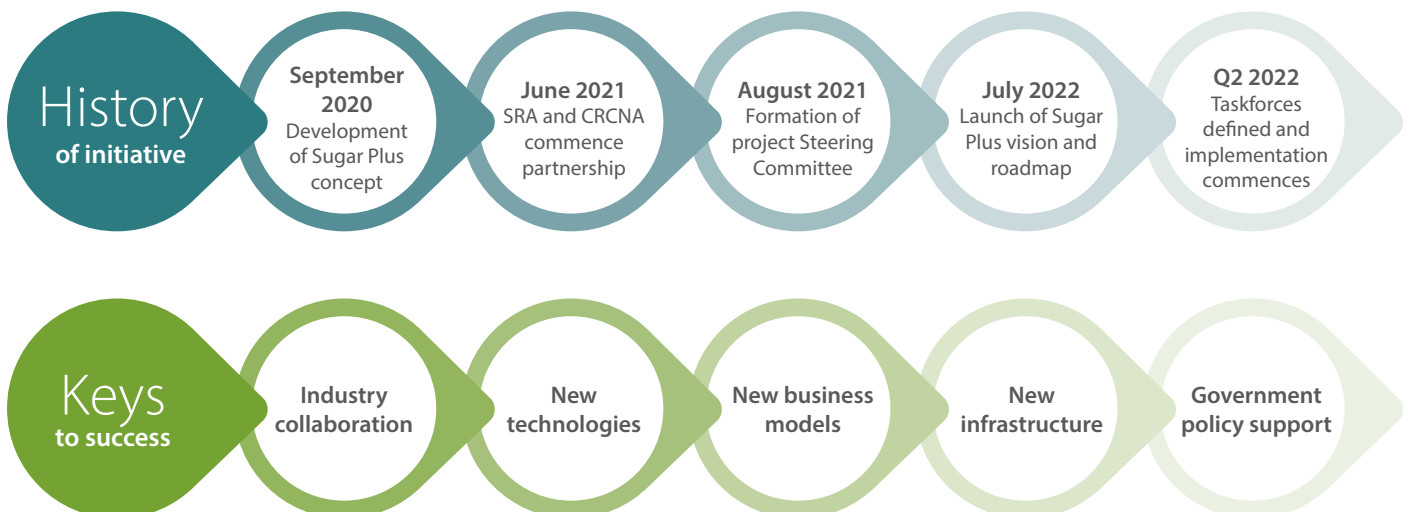 History
of initiative
September
2020
Development
of Sugar Plus
concept
June 2021
SRA and CRCNA
commence
partnership
August 2021
Formation of
project Steering
Committee
July 2022
Launch of Sugar
Plus vision and
roadmap
Q2 2022
Taskforces
defined and
implementation
commences
Keys
to success
Industry
collaboration
New
technologies
New business
models
New
infrastructure
Government
policy support